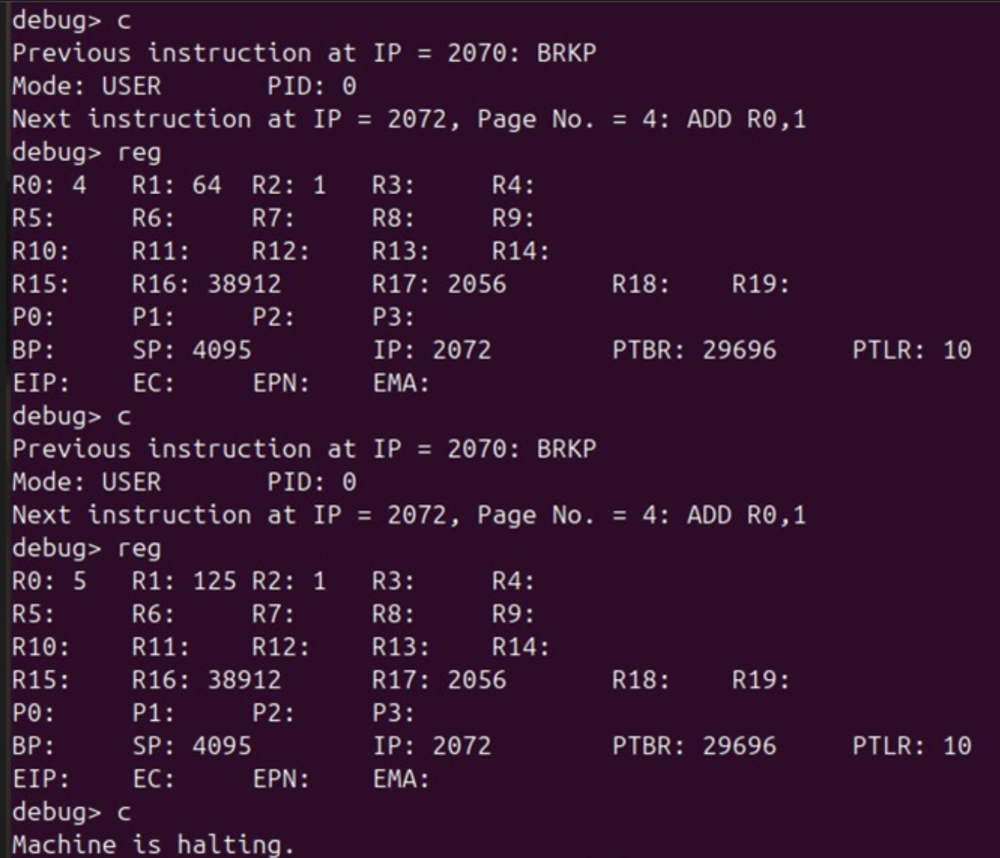 debug> c
Previous instruction at IP = 2070: BRKP
Mode: USER PID: 0
Next instruction at IP = 2072, Page No. = 4: ADD R0,1
debug> reg
R0: 4 R1: 64 R2: 1 R3: R4:
R5: R6: R7: R8: R9:
R10: R11: R12: R13: R14:
R15: R16: 38912 R17: 2056 R18: R19:
P0: P1: P2: P3:
BP: SP: 4095 IP: 2072 PTBR: 29696 PTLR: 10
EIP: EC: EPN: EMA:
debug> c
Previous instruction at IP = 2070: BRKP
Mode: USER PID: 0
Next instruction at IP = 2072, Page No. = 4: ADD R0,1
debug> reg
R0: 5 R1: 125 R2: 1 R3: R4:
R5: R6: R7: R8: R9:
R10: R11: R12: R13: R14:
R15: R16: 38912 R17: 2056 R18: R19:
P0: P1: P2: P3:
BP: SP: 4095 IP: 2072 PTBR: 29696 PTLR: 10
EIP: EC: EPN: EMA:
debug> c
Machine is halting.